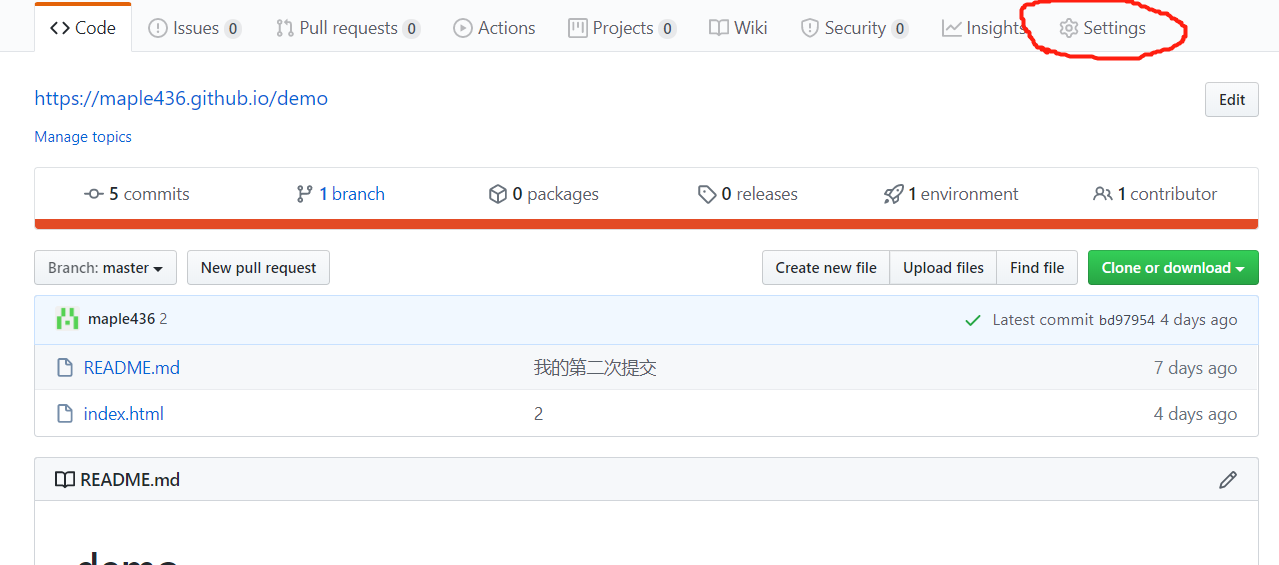 Code Issues 0 Pull requests 0 Actions Projects 0 Wiki Security 0 Insights Settings
https://maple436.github.io/demo Edit
Manage topics
5 commits 1 branch 0 packages 0 releases 1 environment 1 contributor
Branch: master New pull request Create new file Upload files Find file Clone or download
maple436 2 Latest commit bd97954 4 days ago
README.md 我的第二次提交 7 days ago
index.html 2 4 days ago
README.md
demo